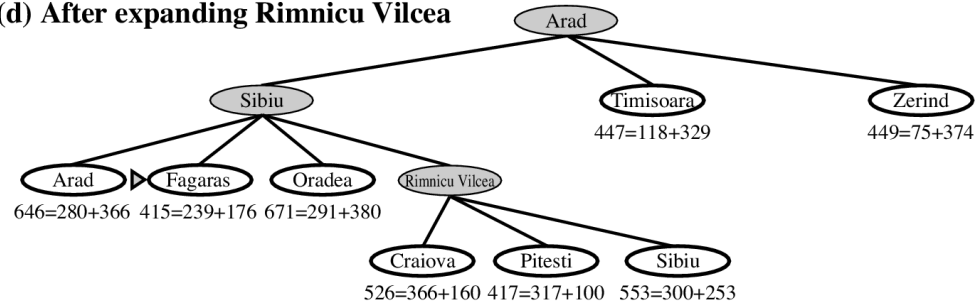 (d) After expanding Rimnicu Vilcea
Arad
Sibiu
Timisoara
Zerind
447=118+329
449=75+374
Arad
Fagaras
Oradea
Rimnicu Vilcea
646=280+366
415=239+176
671=291+380
Craiova
Pitesti
Sibiu
526=366+160
417=317+100
553=300+253